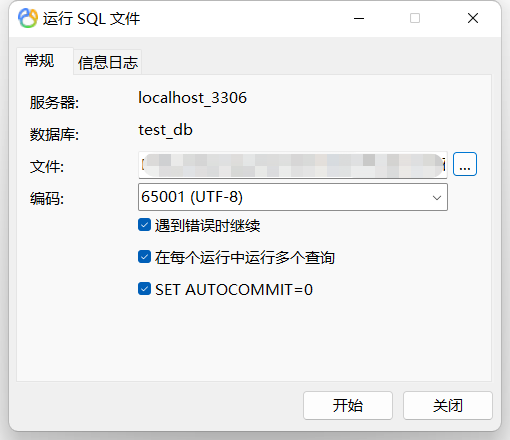 运行 SQL 文件
常规 信息日志
服务器: localhost_3306
数据库: test_db
文件: ...
编码: 65001 (UTF-8)
遇到错误时继续
在每个运行中运行多个查询
SET AUTOCOMMIT=0
开始 关闭